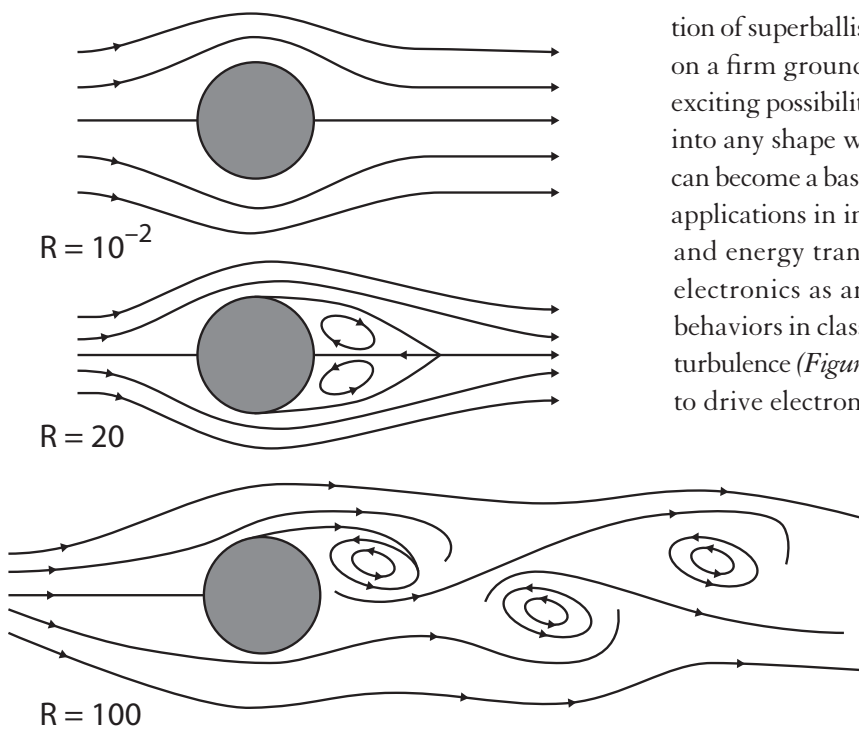 tion of superballis
on a firm ground
exciting possibilit
into any shape w
can become a bas
applications in in
and energy tran
electronics as an
behaviors in clas
turbulence (Figur
to drive electron
R = 10⁻²
R = 20
R = 100